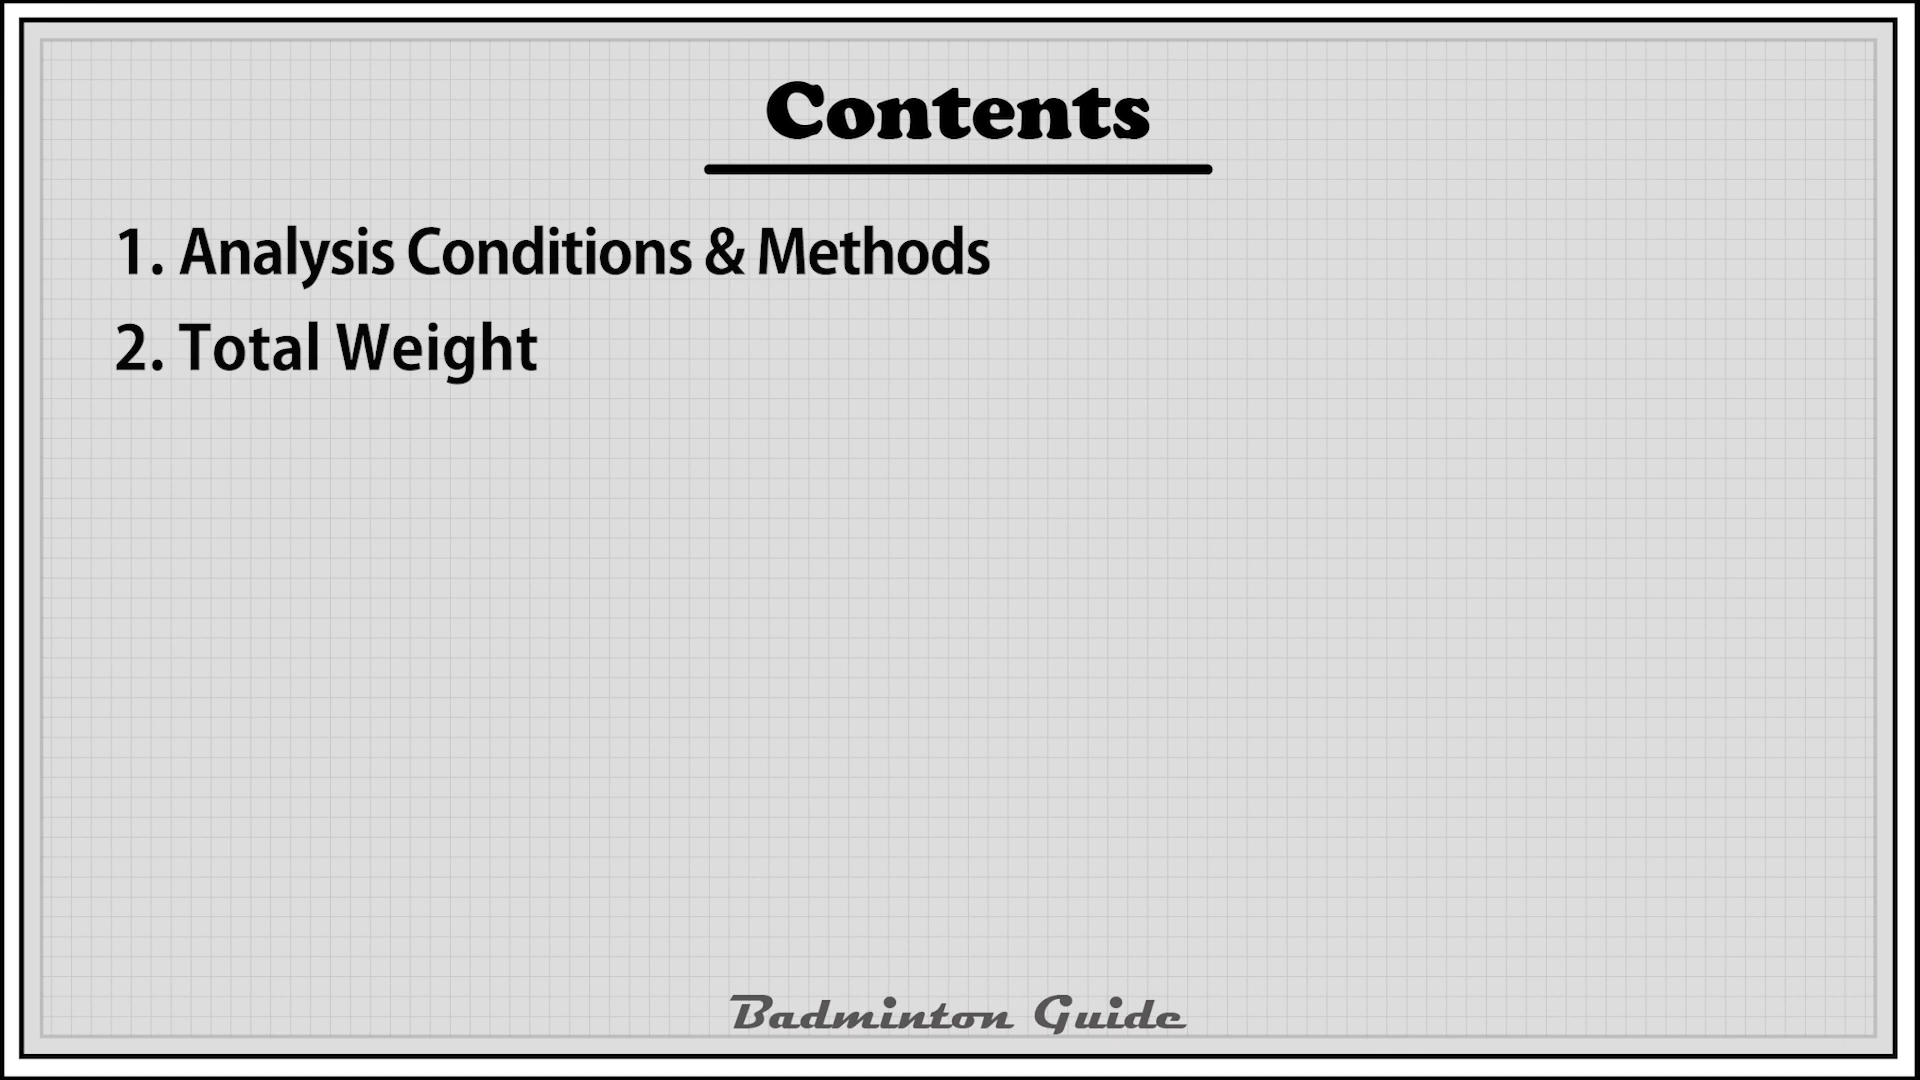 Contents
1. Analysis Conditions & Methods
2. Total Weight
Badminton Guide